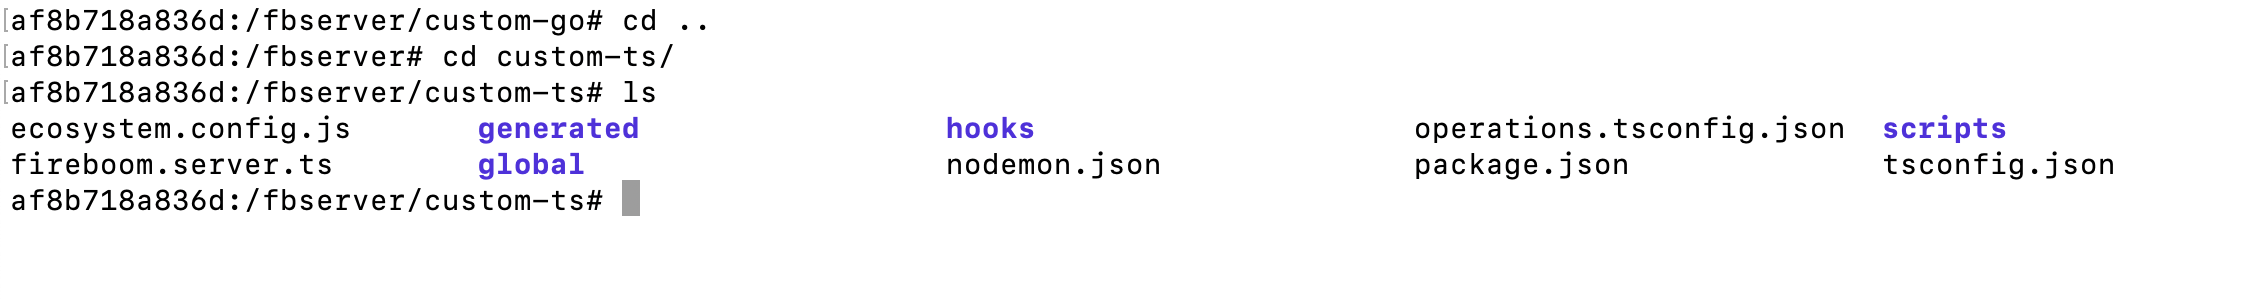 [af8b718a836d:/fbserver/custom-go# cd ..
[af8b718a836d:/fbserver# cd custom-ts/
[af8b718a836d:/fbserver/custom-ts# ls
ecosystem.config.js generated hooks operations.tsconfig.json scripts
fireboom.server.ts global nodemon.json package.json tsconfig.json
af8b718a836d:/fbserver/custom-ts#